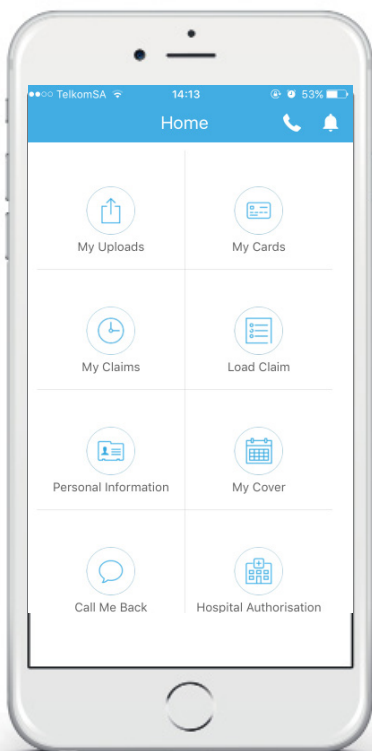 TelkomSA 14:13 53%
Home
My Uploads My Cards
My Claims Load Claim
Personal Information My Cover
Call Me Back Hospital Authorisation